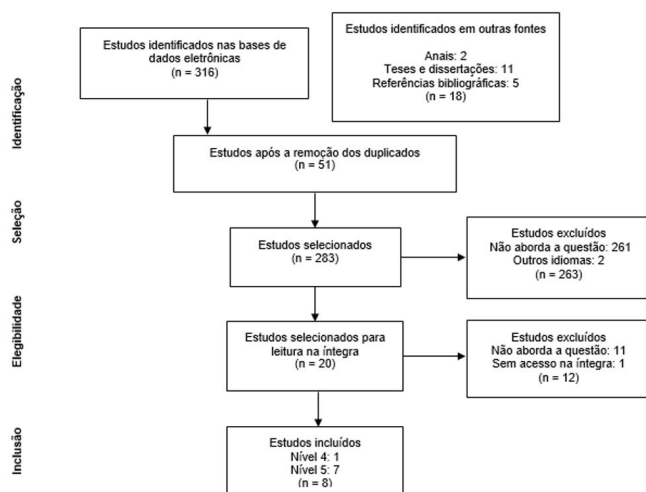 Identificação
Estudos identificados nas bases de
dados eletrônicas
(n = 316)
Estudos identificados em outras fontes
Anais: 2
Teses e dissertações: 11
Referências bibliográficas: 5
(n = 18)
Estudos após a remoção dos duplicados
(n = 51)
Seleção
Estudos selecionados
(n = 283)
Estudos excluídos
Não aborda a questão: 261
Outros idiomas: 2
(n = 263)
Elegibilidade
Estudos selecionados para
leitura na íntegra
(n = 20)
Estudos excluídos
Não aborda a questão: 11
Sem acesso na íntegra: 1
(n = 12)
Inclusão
Estudos incluídos
Nível 4: 1
Nível 5: 7
(n = 8)